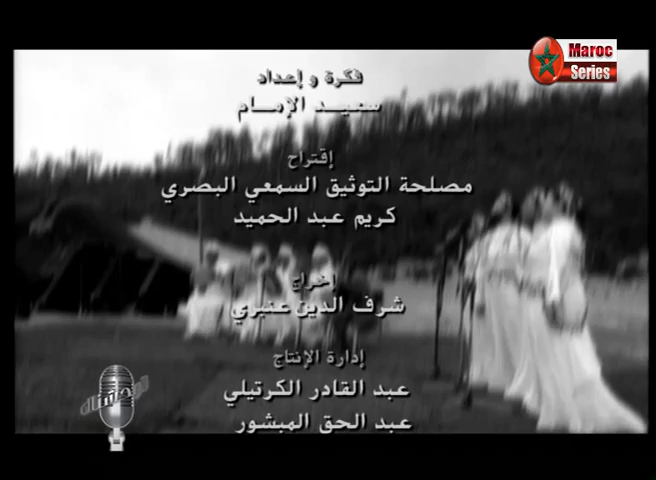 Maroc
Series
فكرة و إعداد
سعيد الإمام
إقتراح
مصلحة التوثيق السمعي البصري
كريم عبد الحميد
إخراج
شرف الدين عنبري
إدارة الإنتاج
عبد القادر الكرتيلي
عبد الحق المبشور